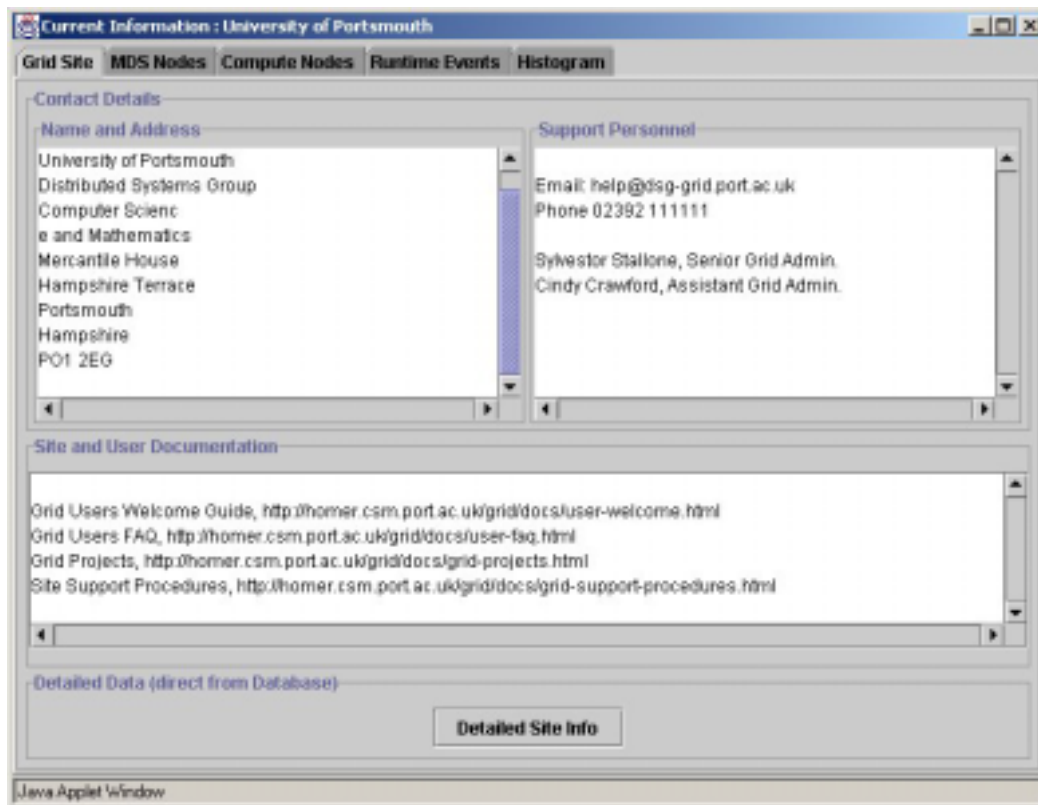 Current Information : University of Portsmouth
Grid Site MDS Nodes Compute Nodes Runtime Events Histogram
Contact Details
Name and Address
University of Portsmouth
Distributed Systems Group
Computer Scienc
e and Mathematics
Mercantile House
Hampshire Terrace
Portsmouth
Hampshire
PO1 2EG
Support Personnel
Email: help@dsg-grid.port.ac.uk
Phone 02392 111111
Sylvestor Stallone, Senior Grid Admin.
Cindy Crawford, Assistant Grid Admin.
Site and User Documentation
Grid Users Welcome Guide, http://homer.csm.port.ac.uk/grid/docs/user-welcome.html
Grid Users FAQ, http://homer.csm.port.ac.uk/grid/docs/user-faq.html
Grid Projects, http://homer.csm.port.ac.uk/grid/docs/grid-projects.html
Site Support Procedures, http://homer.csm.port.ac.uk/grid/docs/grid-support-procedures.html
Detailed Data (direct from Database)
Detailed Site Info
Java Applet Window